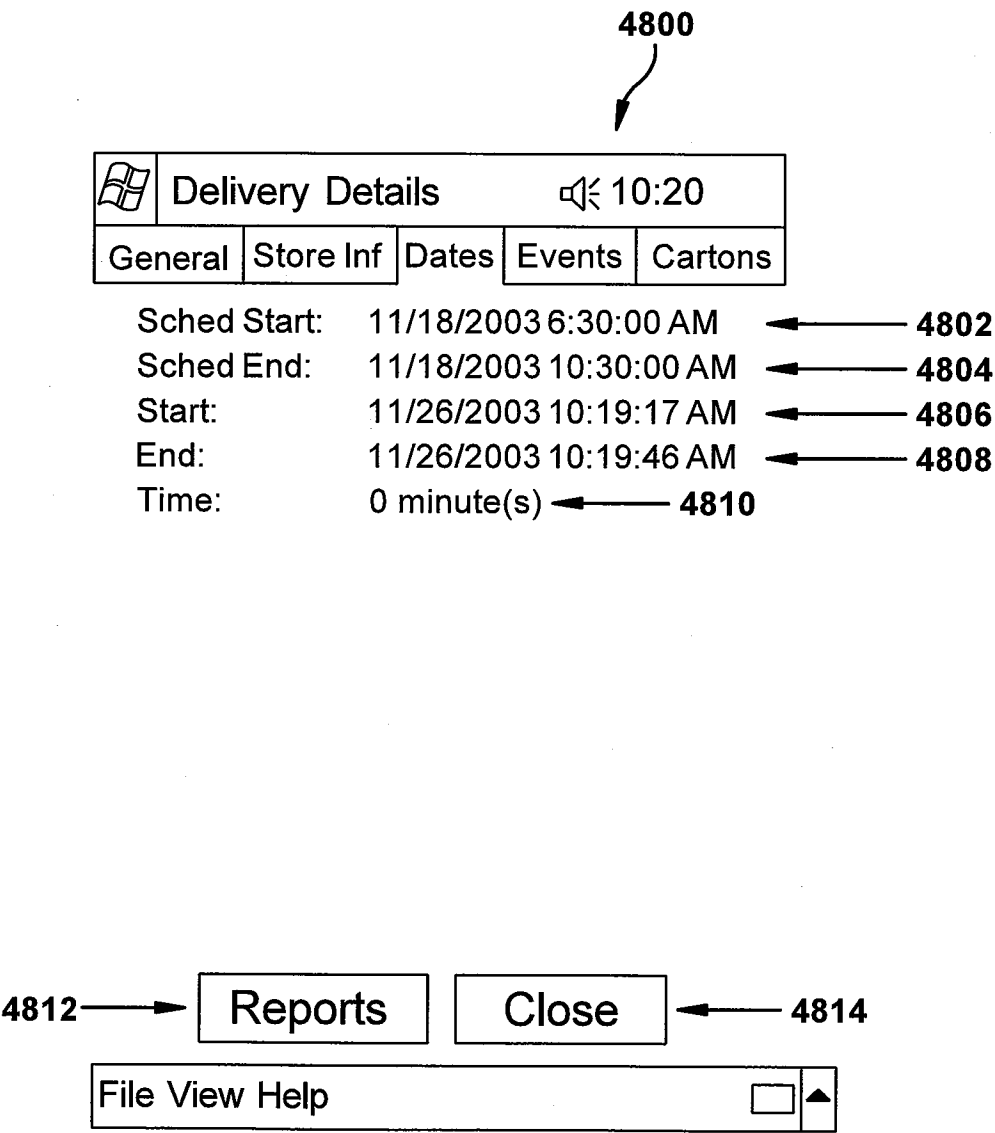 4800
Delivery Details 10:20
General Store Inf Dates Events Cartons
Sched Start: 11/18/2003 6:30:00 AM 4802
Sched End: 11/18/2003 10:30:00 AM 4804
Start: 11/26/2003 10:19:17 AM 4806
End: 11/26/2003 10:19:46 AM 4808
Time: 0 minute(s) 4810
4812 Reports Close 4814
File View Help